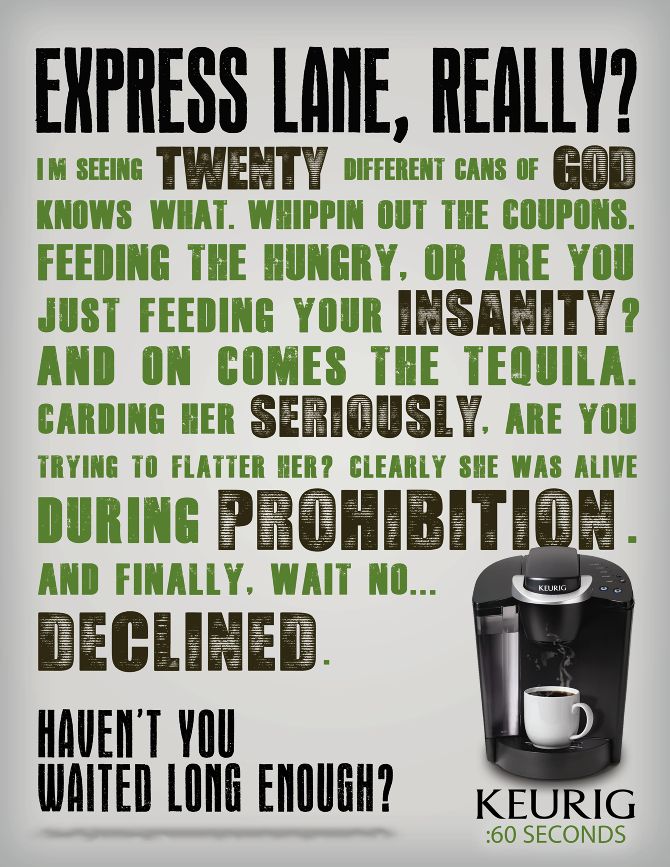 EXPRESS LANE, REALLY?
IM SEEING TWENTY DIFFERENT CANS OF GOD
KNOWS WHAT. WHIPPIN OUT THE COUPONS.
FEEDING THE HUNGRY, OR ARE YOU
JUST FEEDING YOUR INSANITY?
AND ON COMES THE TEQUILA.
CARDING HER SERIOUSLY, ARE YOU
TRYING TO FLATTER HER? CLEARLY SHE WAS ALIVE
DURING PROHIBITION.
AND FINALLY, WAIT NO...
DECLINED.
KEURIG
HAVEN'T YOU
WAITED LONG ENOUGH?
KEURIG
:60 SECONDS